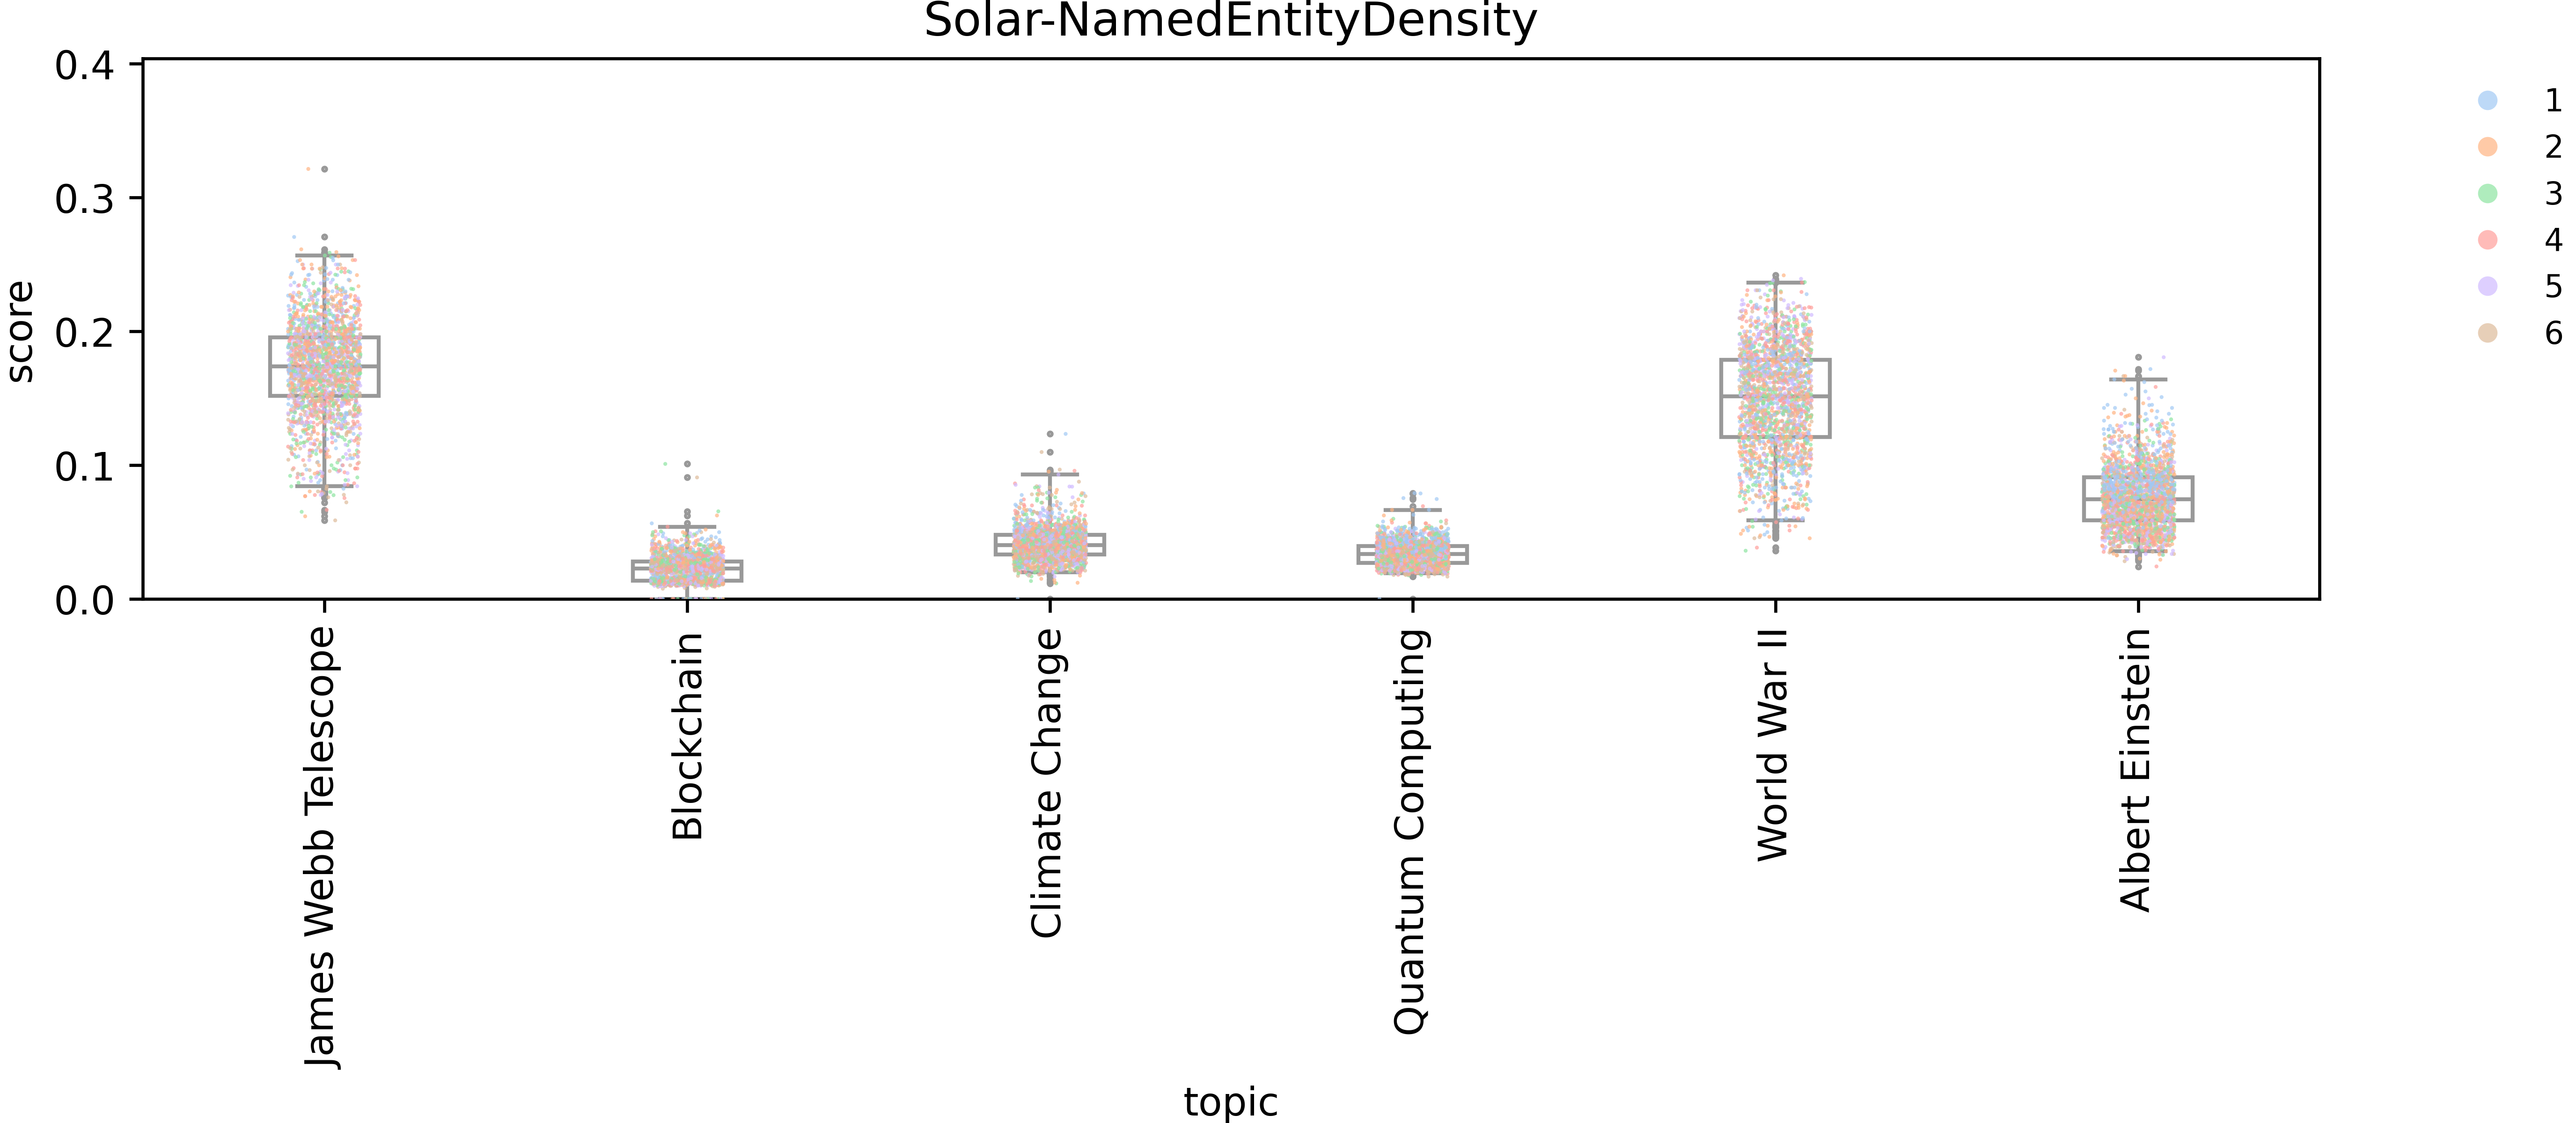 Solar-NamedEntityDensity
score
0.4
0.3
0.2
0.1
0.0
James Webb Telescope
Blockchain
Climate Change
Quantum Computing
World War II
Albert Einstein
topic
1
2
3
4
5
6